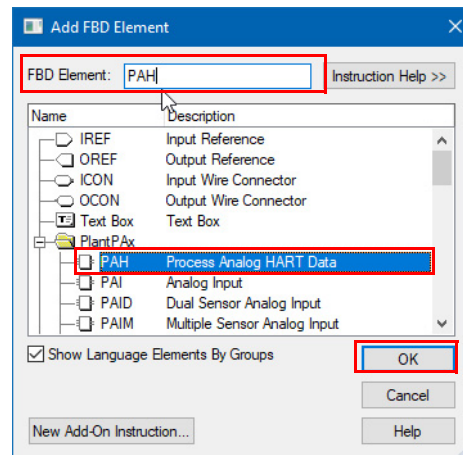 Add FBD Element
FBD Element: PAH Instruction Help >>
Name Description
IREF Input Reference
OREF Output Reference
ICON Input Wire Connector
OCON Output Wire Connector
Text Box Text Box
PlantPAx
PAH Process Analog HART Data
PAI Analog Input
PAID Dual Sensor Analog Input
PAIM Multiple Sensor Analog Input
Show Language Elements By Groups OK
Cancel
New Add-On Instruction... Help